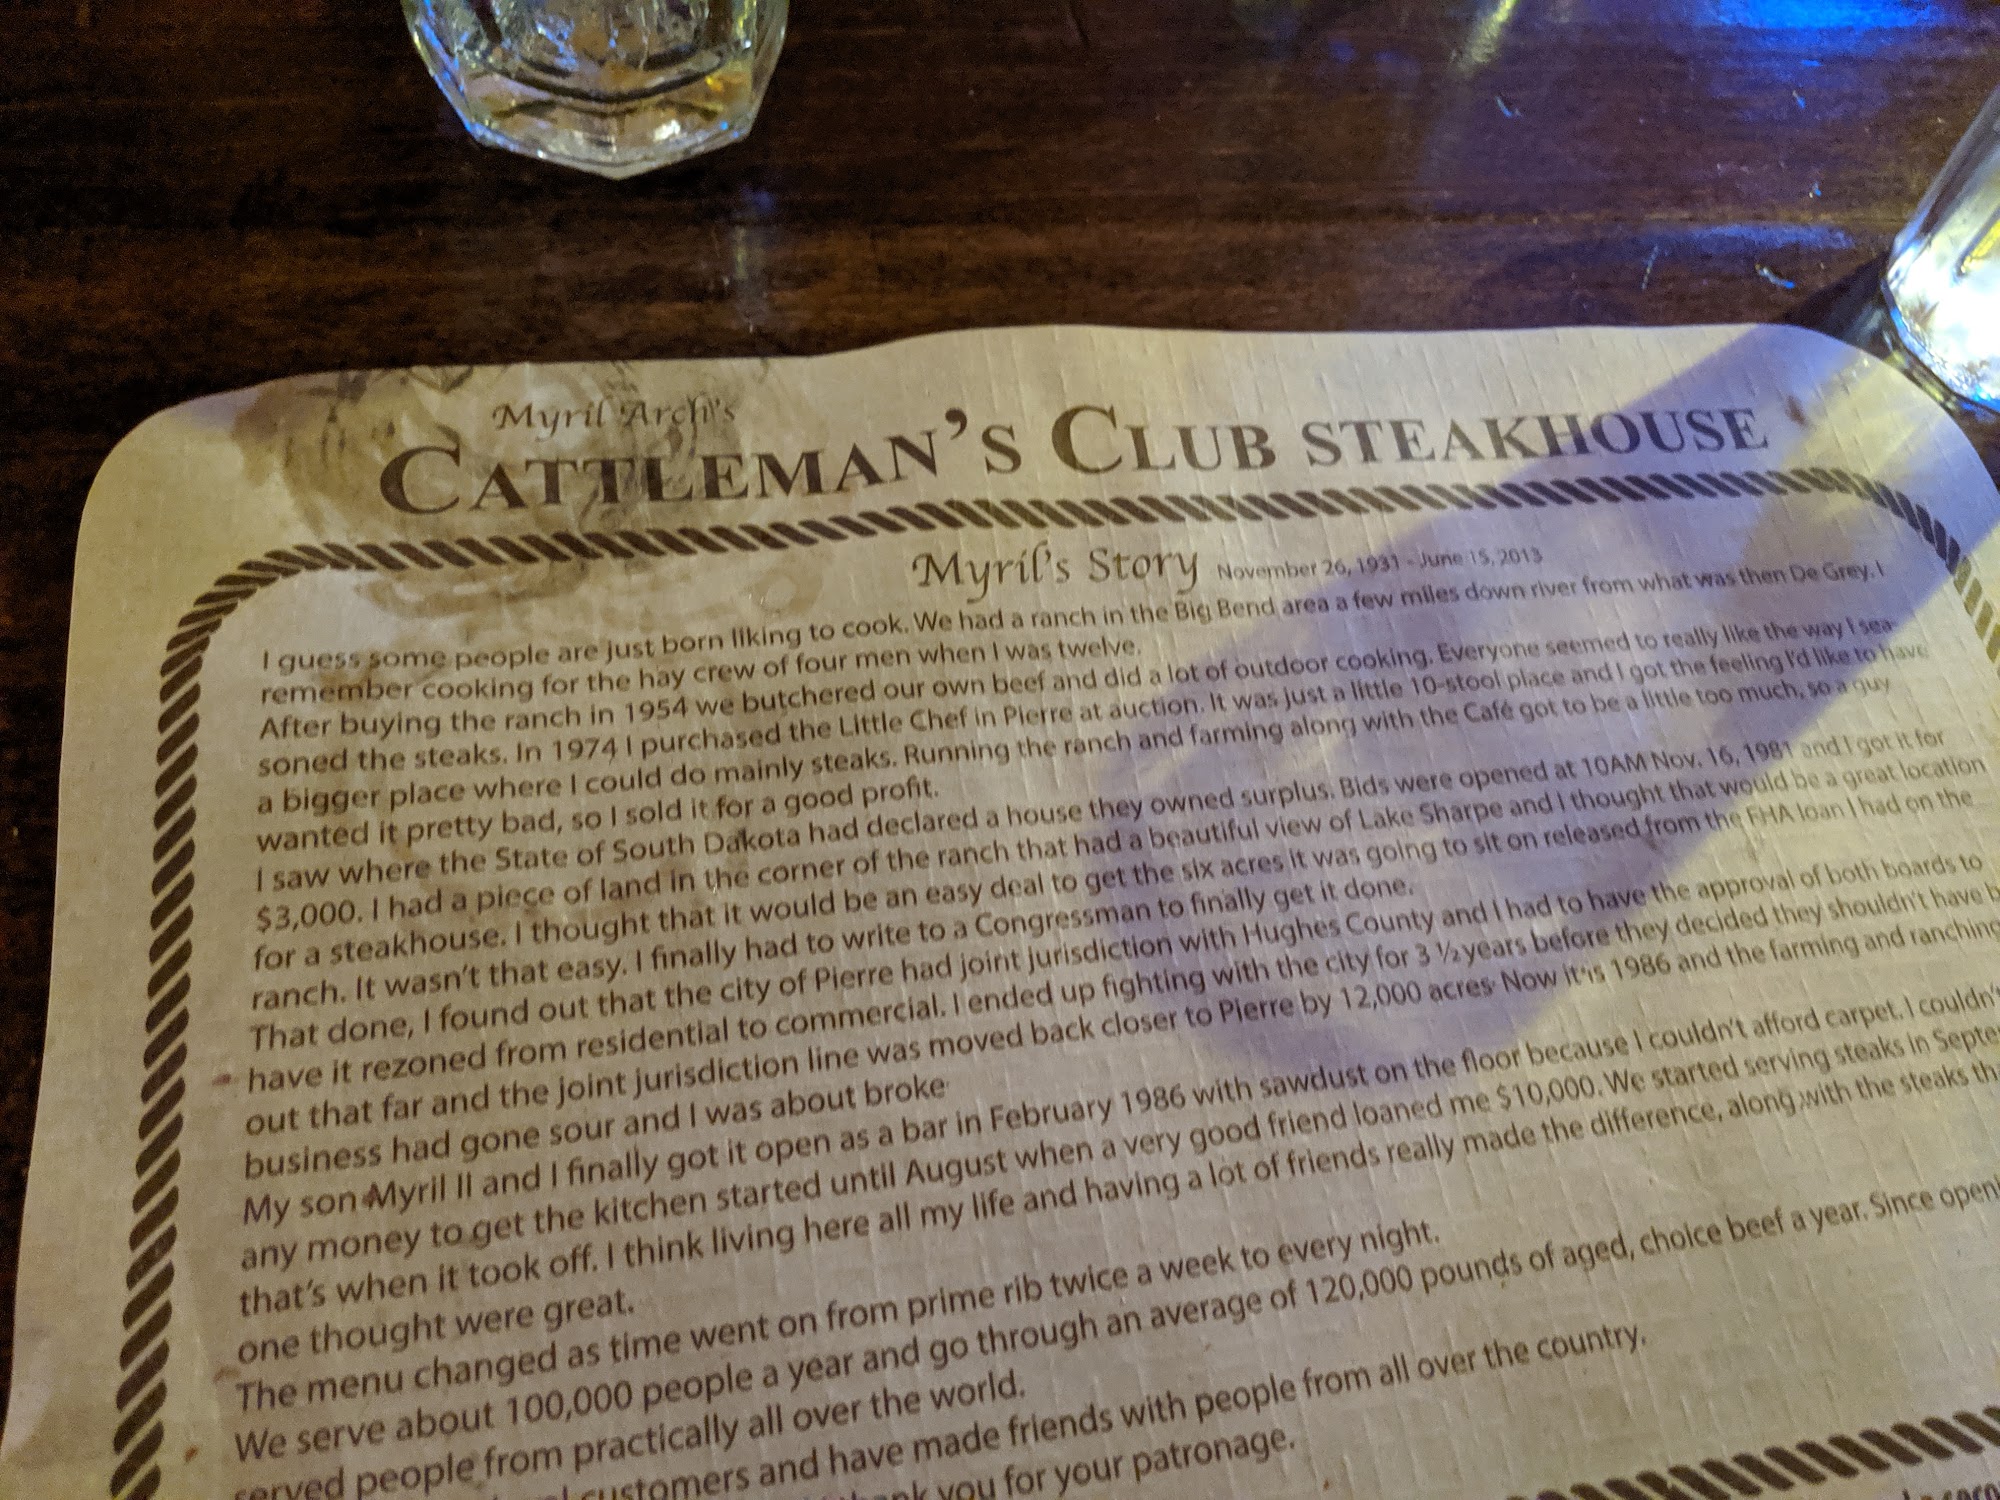 Myril Arch's
CATTLEMAN'S CLUB STEAKHOUSE
Myril's Story November 26, 1931 - June 15, 2013
I guess some people are just born liking to cook. We had a ranch in the Big Bend area a few miles down river from what was then De Grey. I
remember cooking for the hay crew of four men when I was twelve.
After buying the ranch in 1954 we butchered our own beef and did a lot of outdoor cooking. Everyone seemed to really like the way I sea-
soned the steaks. In 1974 I purchased the Little Chef in Pierre at auction. It was just a little 10-stool place and I got the feeling I'd like to have
a bigger place where I could do mainly steaks. Running the ranch and farming along with the Café got to be a little too much, so a guy
wanted it pretty bad, so I sold it for a good profit.
I saw where the State of South Dakota had declared a house they owned surplus. Bids were opened at 10AM Nov. 16, 1981 and I got it for
$3,000. I had a piece of land in the corner of the ranch that had a beautiful view of Lake Sharpe and I thought that would be a great location
for a steakhouse. I thought that it would be an easy deal to get the six acres it was going to sit on released from the FHA loan I had on the
ranch. It wasn't that easy. I finally had to write to a Congressman to finally get it done.
That done, I found out that the city of Pierre had joint jurisdiction with Hughes County and I had to have the approval of both boards to
have it rezoned from residential to commercial. I ended up fighting with the city for 3 ½ years before they decided they shouldn't have b
out that far and the joint jurisdiction line was moved back closer to Pierre by 12,000 acres. Now it is 1986 and the farming and ranching
business had gone sour and I was about broke.
My son Myril II and I finally got it open as a bar in February 1986 with sawdust on the floor because I couldn't afford carpet. I couldn't
any money to get the kitchen started until August when a very good friend loaned me $10,000. We started serving steaks in Septe
that's when it took off. I think living here all my life and having a lot of friends really made the difference, along with the steaks th
one thought were great.
The menu changed as time went on from prime rib twice a week to every night.
We serve about 100,000 people a year and go through an average of 120,000 pounds of aged, choice beef a year. Since openi
served people from practically all over the world.
customers and have made friends with people from all over the country.
you for your patronage.